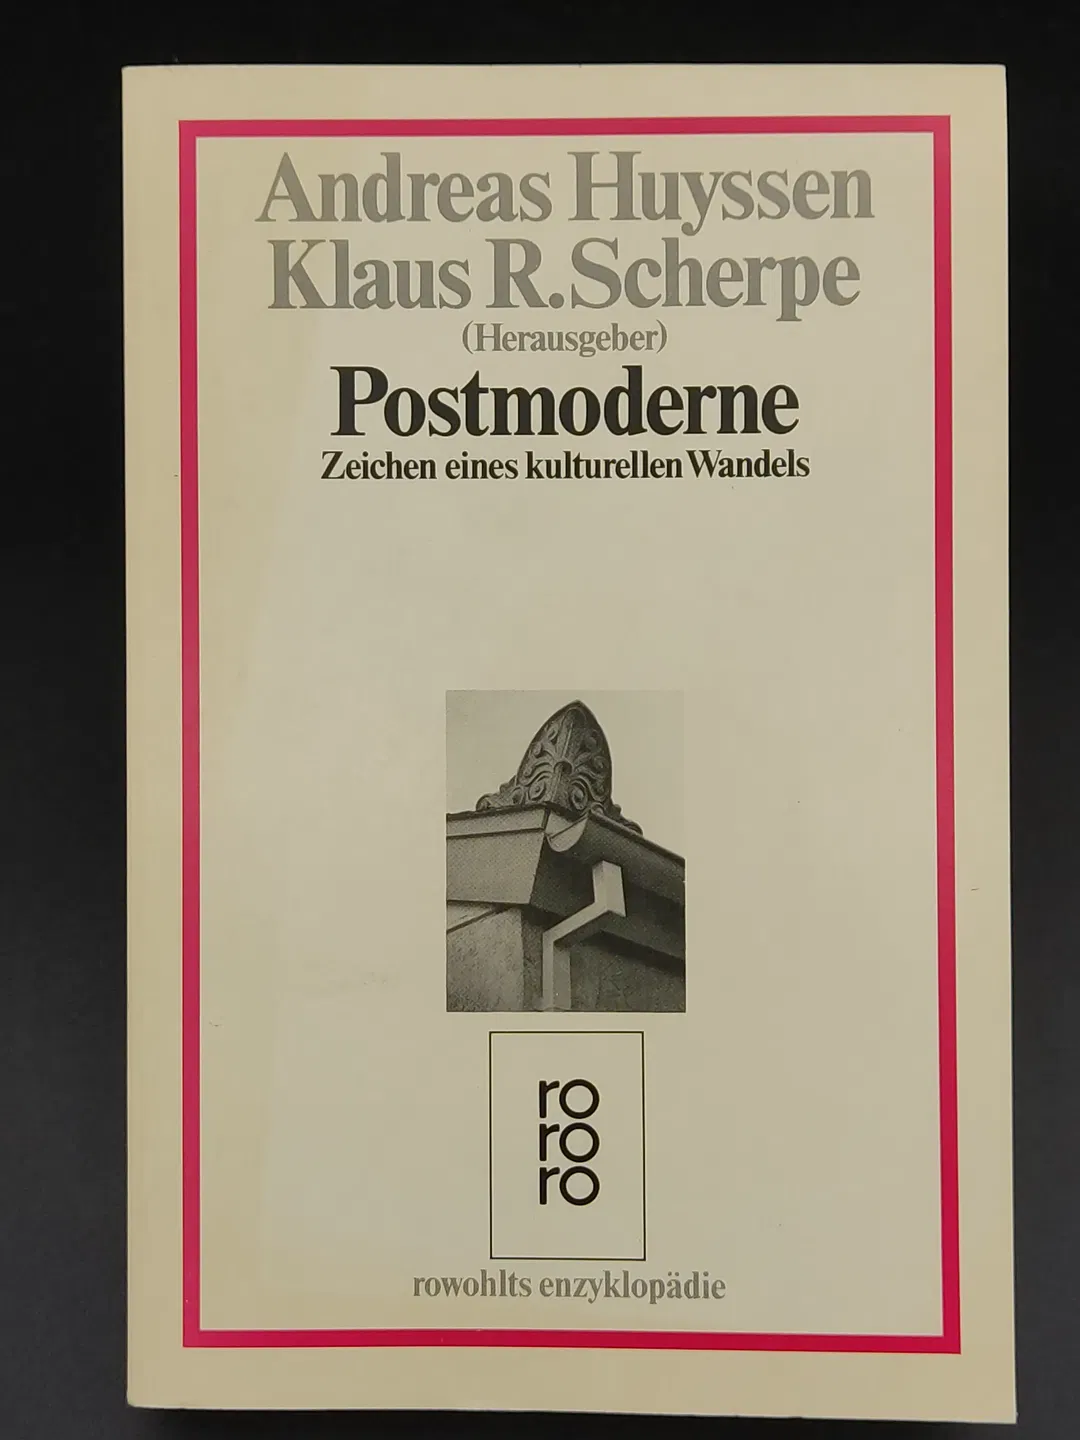 Andreas Huyssen
Klaus R. Scherpe
(Herausgeber)
Postmoderne
Zeichen eines kulturellen Wandels
ro
ro
ro
rowohlts enzyklopädie